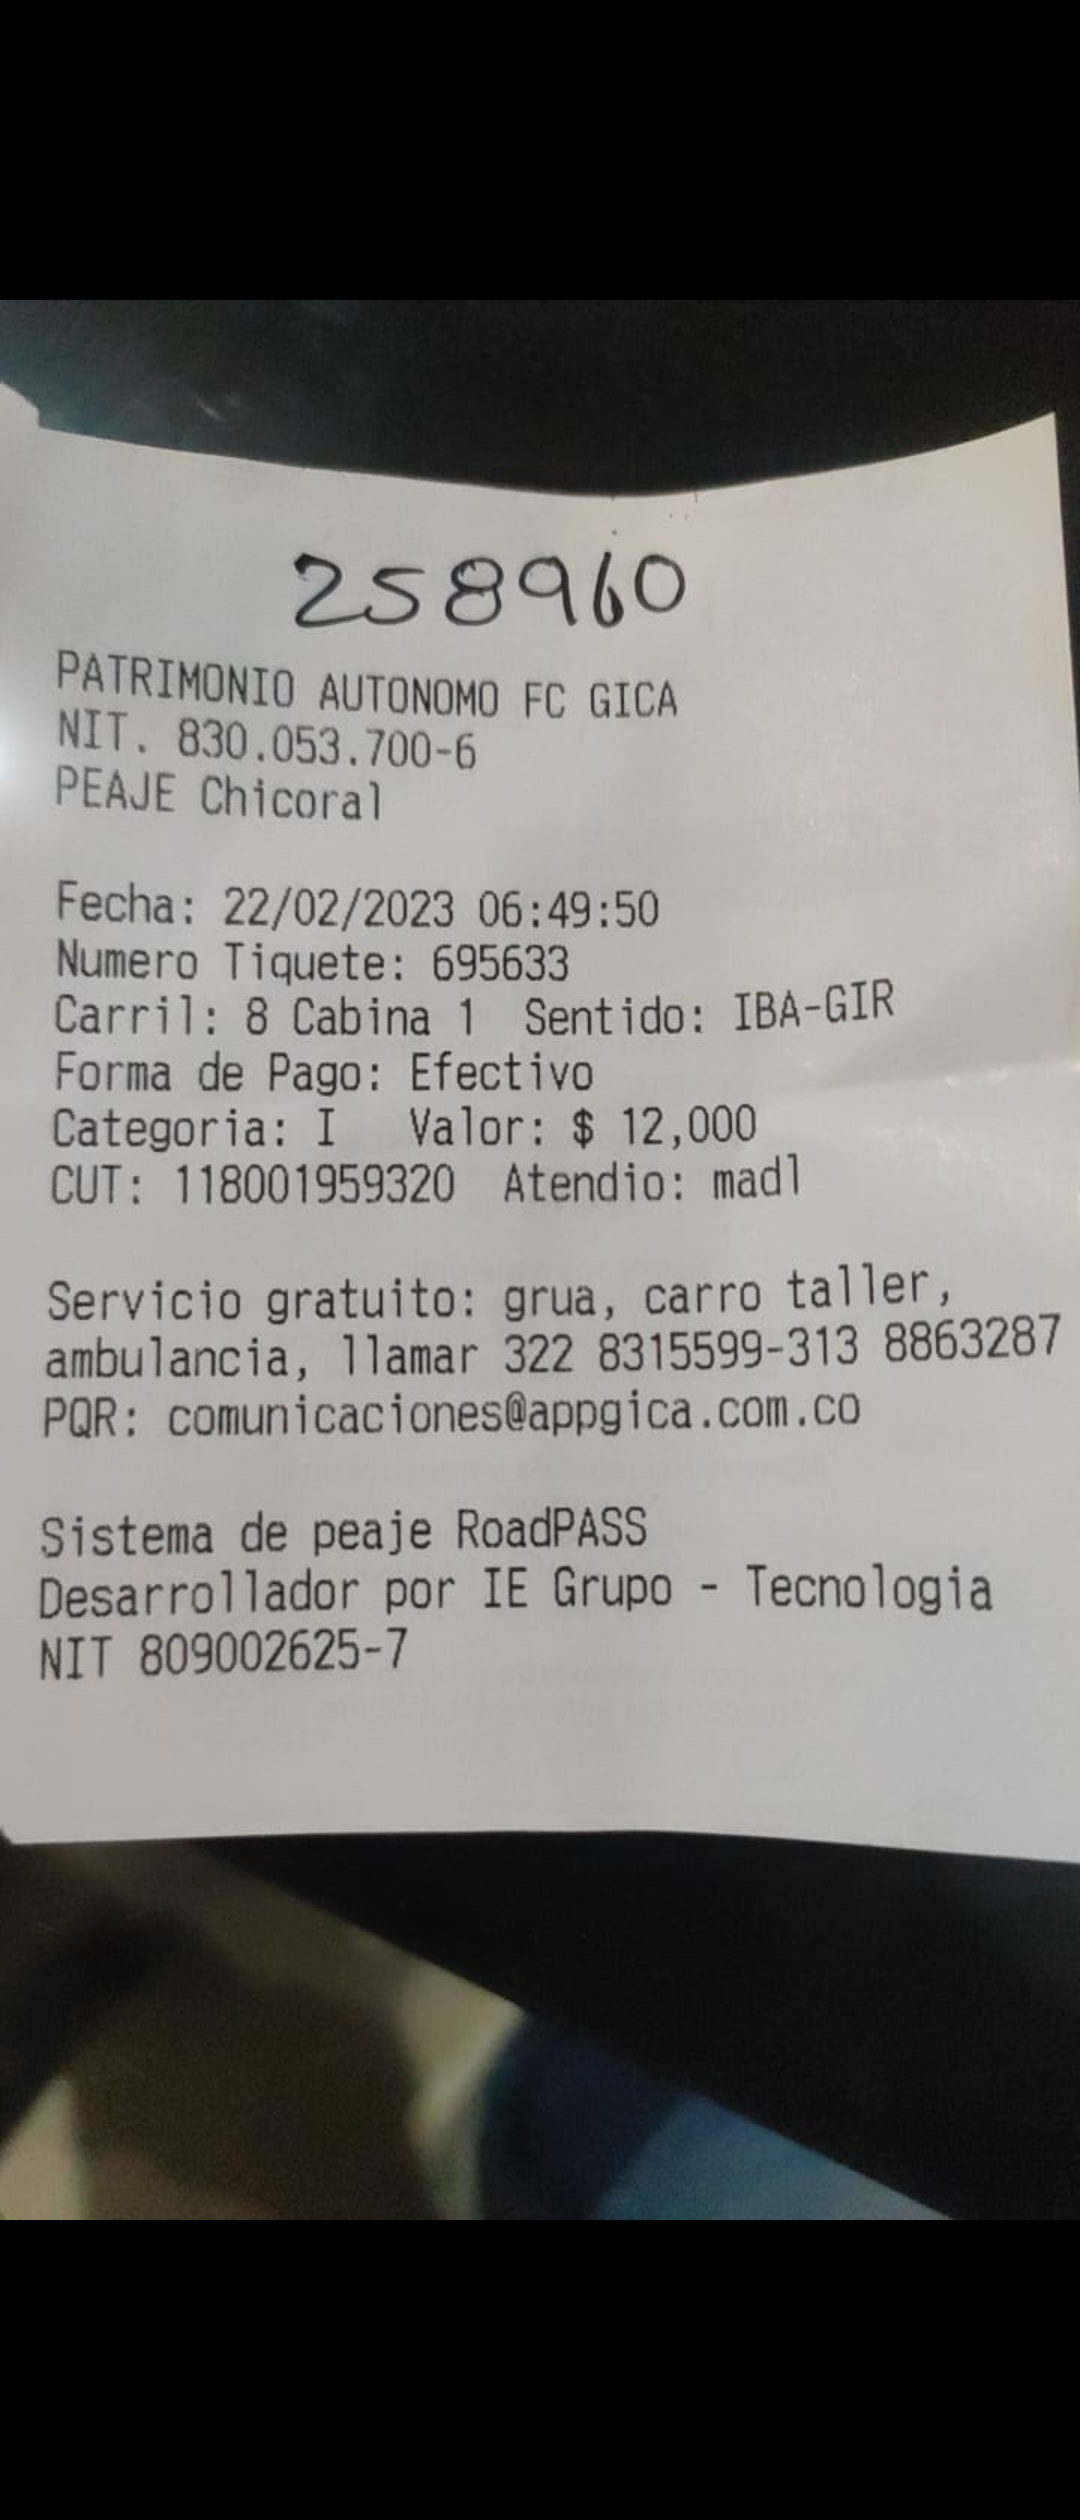 258960
PATRIMONIO AUTONOMO FC GICA
NIT. 830.053.700-6
PEAJE Chicoral
Fecha: 22/02/2023 06:49:50
Numero Tiquete: 695633
Carril: 8 Cabina 1 Sentido: IBA-GIR
Forma de Pago: Efectivo
Categoria: I Valor: $ 12,000
CUT: 118001959320 Atendio: madl
Servicio gratuito: grua, carro taller,
ambulancia, llamar 322 8315599-313 8863287
PQR: comunicaciones@appgica.com.co
Sistema de peaje RoadPASS
Desarrollador por IE Grupo - Tecnologia
NIT 809002625-7